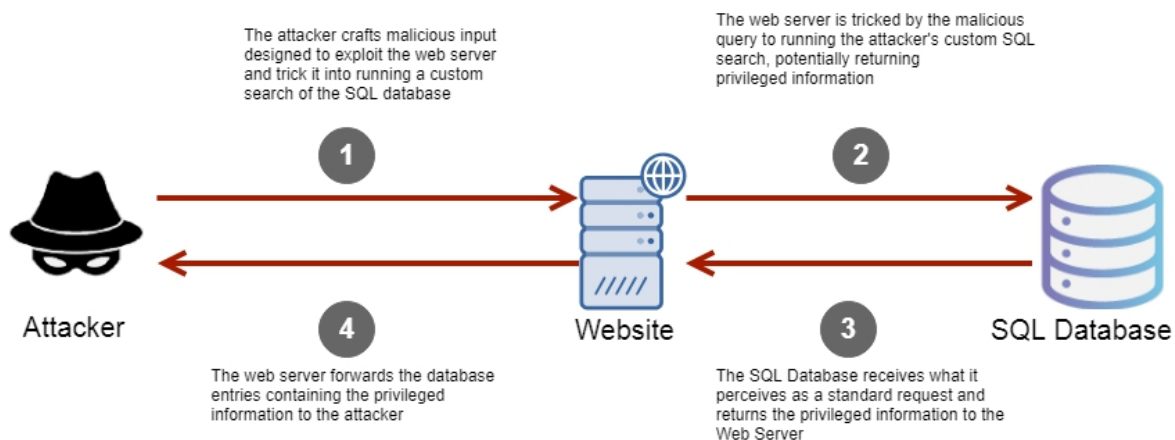 The attacker crafts malicious input
designed to exploit the web server
and trick it into running a custom
search of the SQL database
The web server is tricked by the malicious
query to running the attacker's custom SQL
search, potentially returning
privileged information
1
2
Attacker
Website
SQL Database
4
3
The web server forwards the database
entries containing the privileged
information to the attacker
The SQL Database receives what it
perceives as a standard request and
returns the privileged information to the
Web Server